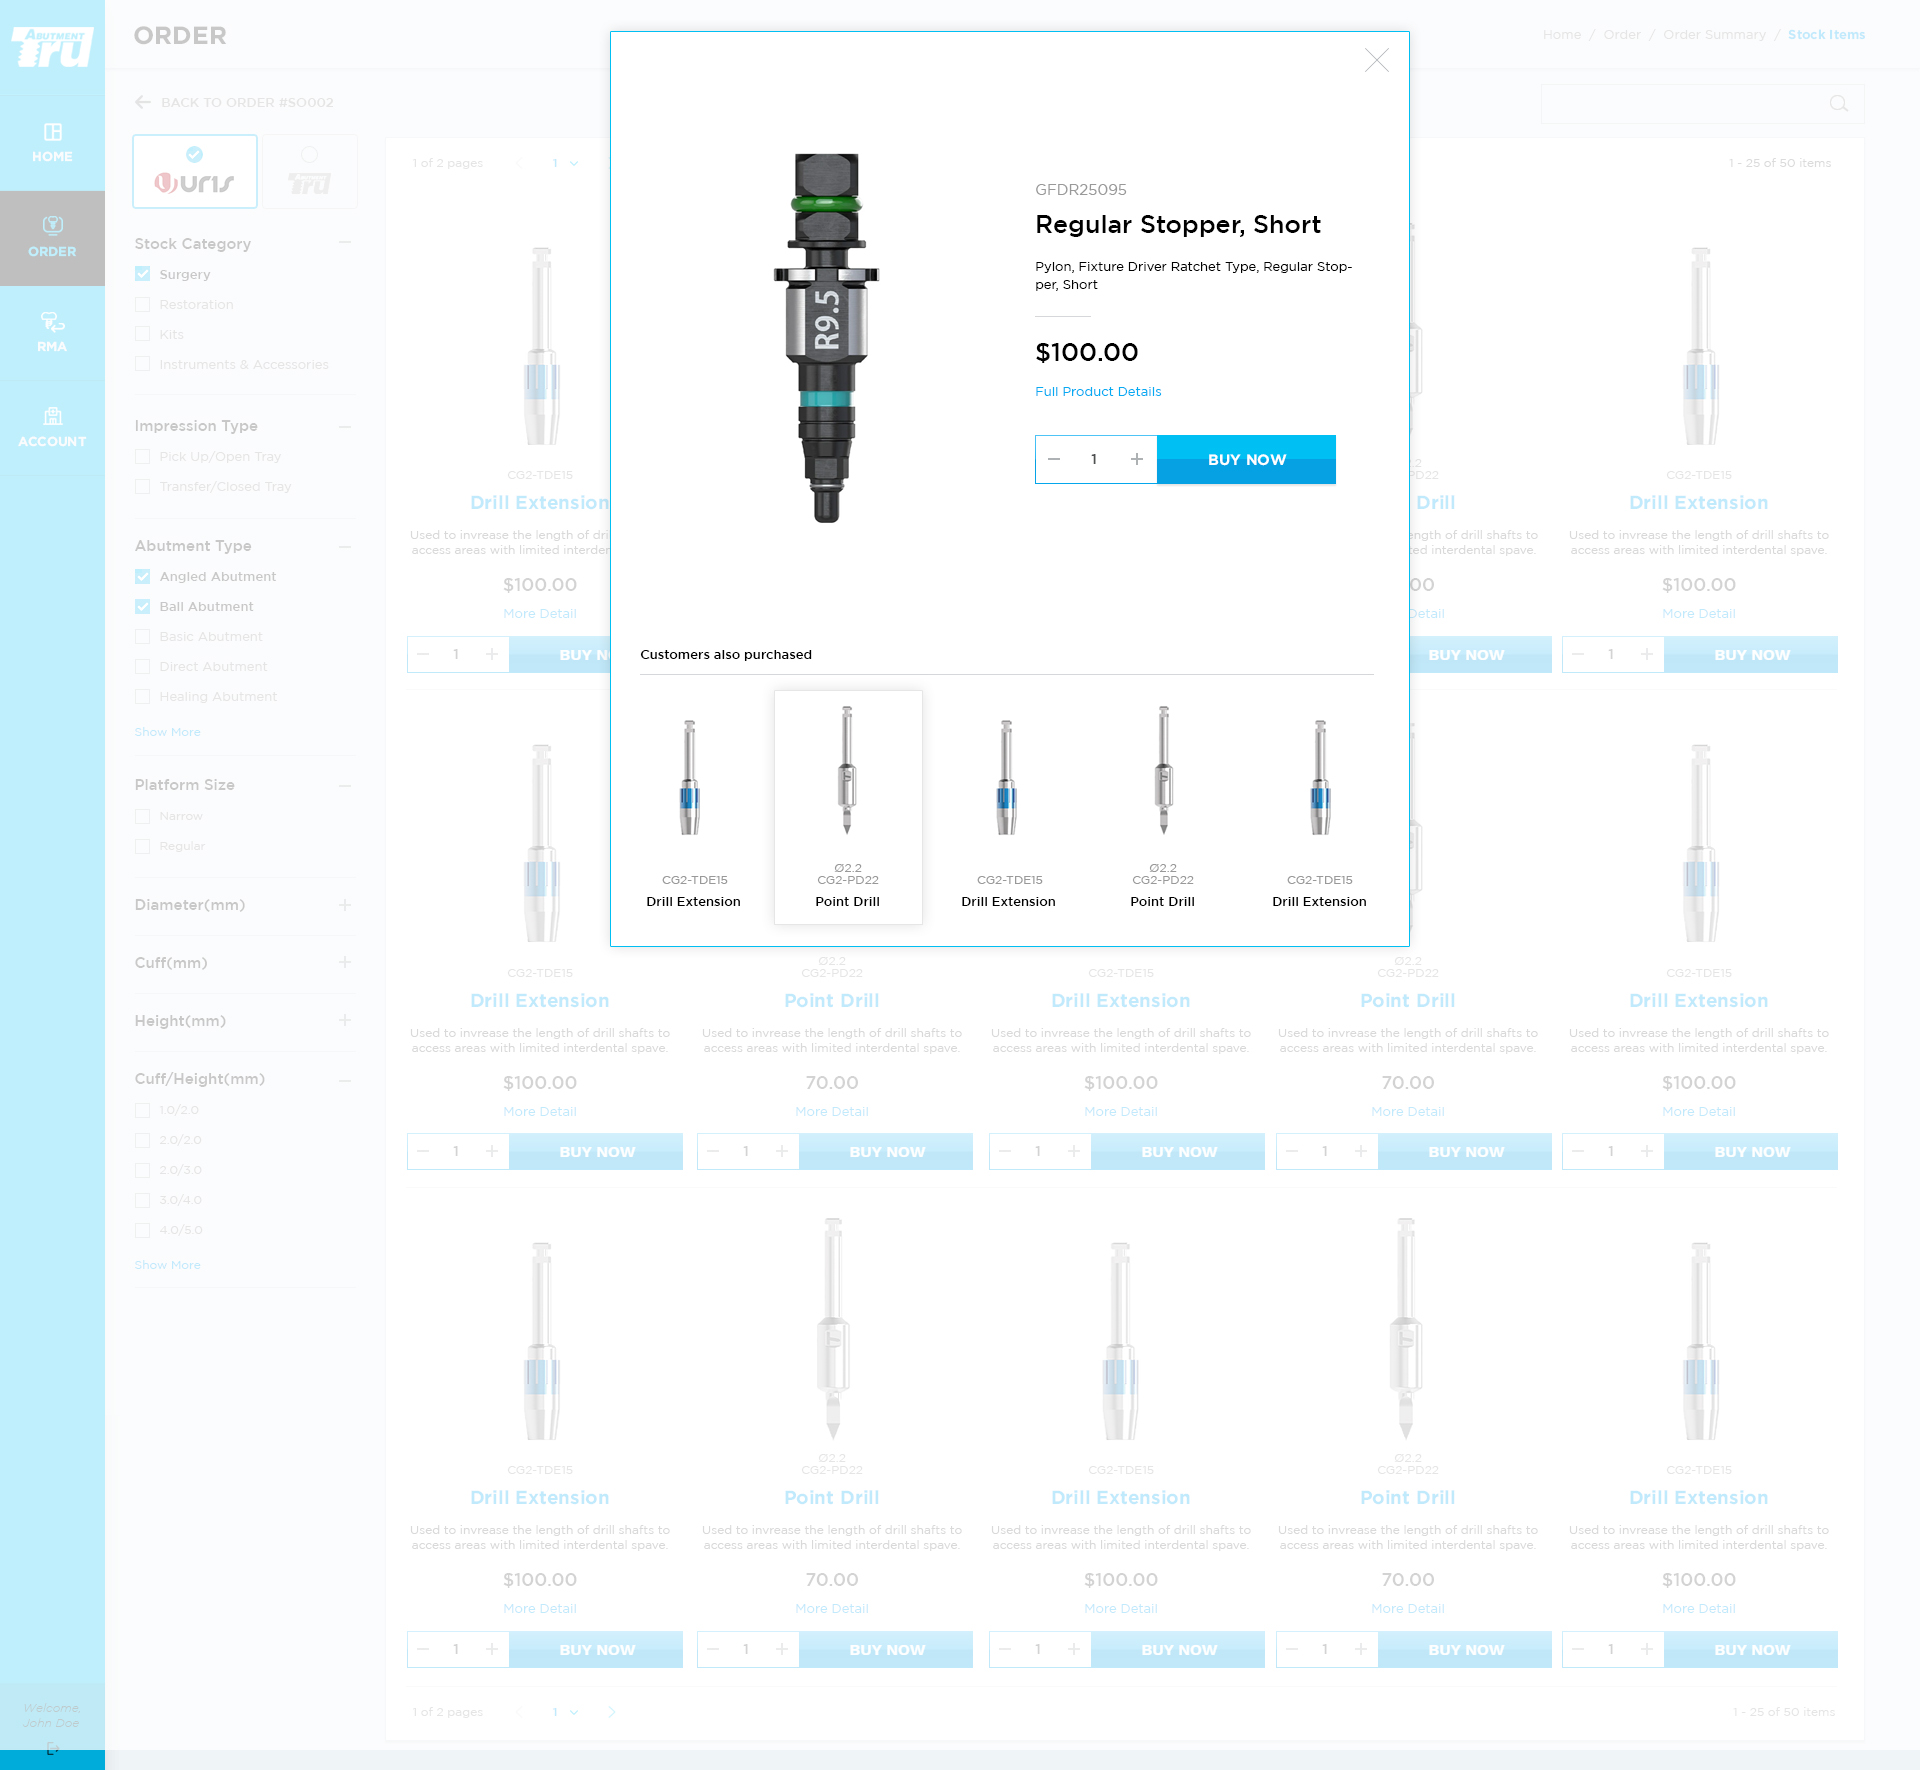 ABUTMENT
Tru
ORDER
Home / Order / Order Summary / Stock Items
HOME
ORDER
RMA
ACCOUNT
Welcome,
John Doe
BACK TO ORDER #SO002
uris
ABUTMENT
Tru
Stock Category
Surgery
Restoration
Kits
Instruments & Accessories
Impression Type
Pick Up/Open Tray
Transfer/Closed Tray
Abutment Type
Angled Abutment
Ball Abutment
Basic Abutment
Direct Abutment
Healing Abutment
Show More
Platform Size
Narrow
Regular
Diameter(mm)
Cuff(mm)
Height(mm)
Cuff/Height(mm)
1.0/2.0
2.0/2.0
2.0/3.0
3.0/4.0
4.0/5.0
Show More
1 of 2 pages 1
1 - 25 of 50 items
R9.5
GFDR25095
Regular Stopper, Short
Pylon, Fixture Driver Ratchet Type, Regular Stop-
per, Short
$100.00
Full Product Details
1 BUY NOW
Customers also purchased
CG2-TDE15
Drill Extension
Ø2.2
CG2-PD22
Point Drill
CG2-TDE15
Drill Extension
Ø2.2
CG2-PD22
Point Drill
CG2-TDE15
Drill Extension
CG2-TDE15
Drill Extension
Used to invrease the length of dri
access areas with limited interder
$100.00
More Detail
1 BUY N
2.2
-PD22
Drill
ength of drill shafts to
ted interdental spave.
00
Detail
BUY NOW
CG2-TDE15
Drill Extension
Used to invrease the length of drill shafts to
access areas with limited interdental spave.
$100.00
More Detail
1 BUY NOW
CG2-TDE15
Drill Extension
Used to invrease the length of drill shafts to
access areas with limited interdental spave.
$100.00
More Detail
1 BUY NOW
Ø2.2
CG2-PD22
Point Drill
Used to invrease the length of drill shafts to
access areas with limited interdental spave.
70.00
More Detail
1 BUY NOW
CG2-TDE15
Drill Extension
Used to invrease the length of drill shafts to
access areas with limited interdental spave.
$100.00
More Detail
1 BUY NOW
Ø2.2
CG2-PD22
Point Drill
Used to invrease the length of drill shafts to
access areas with limited interdental spave.
70.00
More Detail
1 BUY NOW
CG2-TDE15
Drill Extension
Used to invrease the length of drill shafts to
access areas with limited interdental spave.
$100.00
More Detail
1 BUY NOW
CG2-TDE15
Drill Extension
Used to invrease the length of drill shafts to
access areas with limited interdental spave.
$100.00
More Detail
1 BUY NOW
Ø2.2
CG2-PD22
Point Drill
Used to invrease the length of drill shafts to
access areas with limited interdental spave.
70.00
More Detail
1 BUY NOW
CG2-TDE15
Drill Extension
Used to invrease the length of drill shafts to
access areas with limited interdental spave.
$100.00
More Detail
1 BUY NOW
Ø2.2
CG2-PD22
Point Drill
Used to invrease the length of drill shafts to
access areas with limited interdental spave.
70.00
More Detail
1 BUY NOW
CG2-TDE15
Drill Extension
Used to invrease the length of drill shafts to
access areas with limited interdental spave.
$100.00
More Detail
1 BUY NOW
1 of 2 pages 1
1 - 25 of 50 items